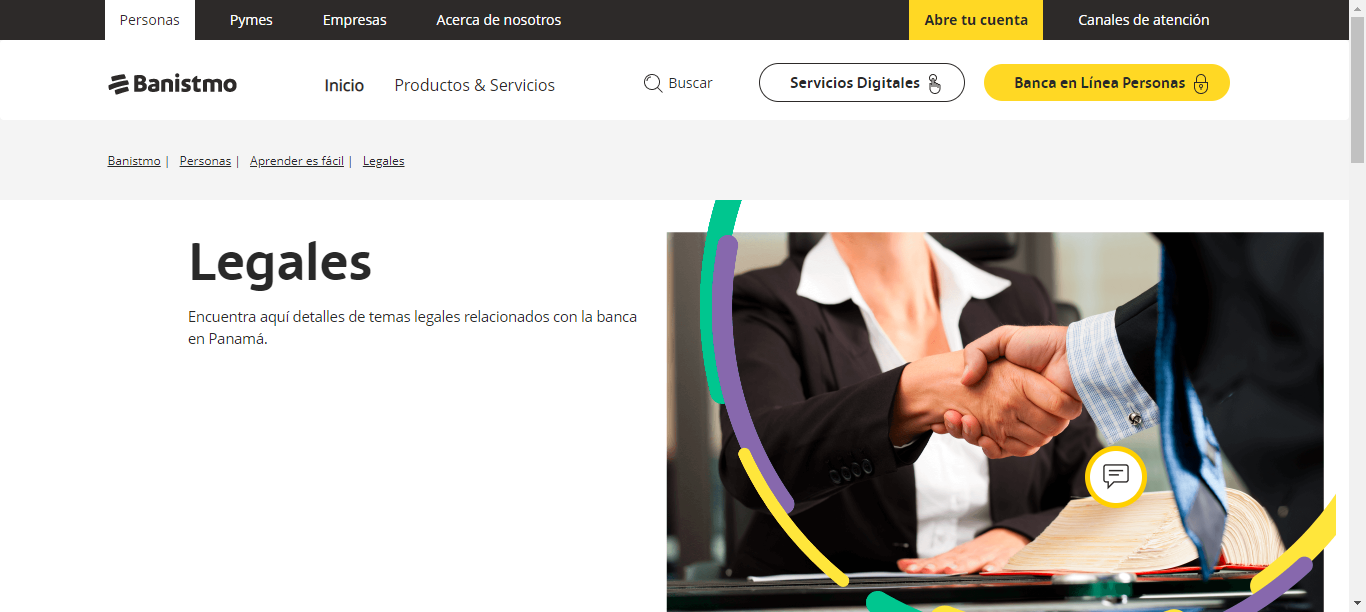 Personas Pymes Empresas Acerca de nosotros Abre tu cuenta Canales de atención
Banistmo Inicio Productos & Servicios Buscar Servicios Digitales Banca en Línea Personas
Banistmo | Personas | Aprender es fácil | Legales
Legales
Encuentra aquí detalles de temas legales relacionados con la banca
en Panamá.